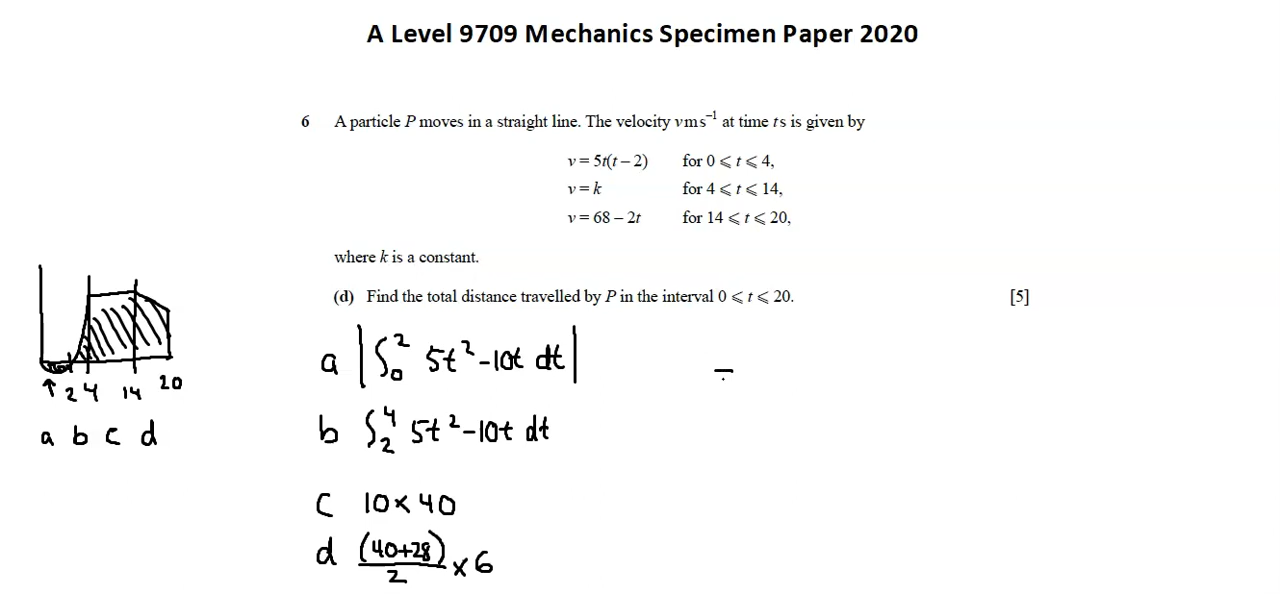 A Level 9709 Mechanics Specimen Paper 2020
6 A particle P moves in a straight line. The velocity v m s⁻¹ at time t s is given by
v = 5t(t – 2) for 0 ⩽ t ⩽ 4,
v = k for 4 ⩽ t ⩽ 14,
v = 68 – 2t for 14 ⩽ t ⩽ 20,
where k is a constant.
(d) Find the total distance travelled by P in the interval 0 ⩽ t ⩽ 20. [5]
↑ 2 4 14 20
a b c d
a |∫₀² 5t² - 10t dt| =
b ∫₂⁴ 5t² - 10t dt
c 10 × 40
d (40+28)/2 × 6